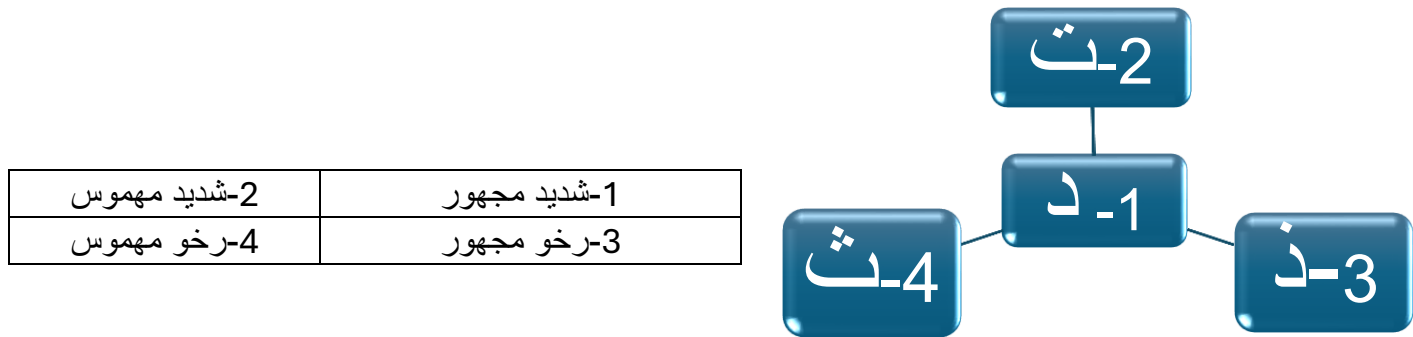 2-ت
1- د
3-ذ
4-ث
1-شديد مجهور
2-شديد مهموس
3-رخو مجهور
4-رخو مهموس